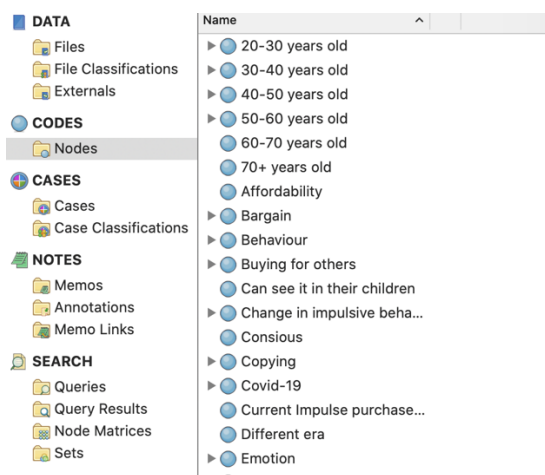 DATA
Files
File Classifications
Externals
CODES
Nodes
CASES
Cases
Case Classifications
NOTES
Memos
Annotations
Memo Links
SEARCH
Queries
Query Results
Node Matrices
Sets
Name
20-30 years old
30-40 years old
40-50 years old
50-60 years old
60-70 years old
70+ years old
Affordability
Bargain
Behaviour
Buying for others
Can see it in their children
Change in impulsive beha...
Consious
Copying
Covid-19
Current Impulse purchase...
Different era
Emotion